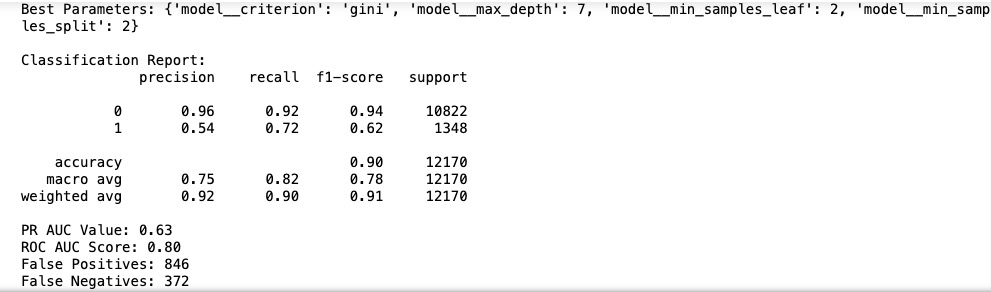 Best Parameters: {'model__criterion': 'gini', 'model__max_depth': 7, 'model__min_samples_leaf': 2, 'model__min_samp
les_split': 2}
Classification Report:
precision recall f1-score support
0 0.96 0.92 0.94 10822
1 0.54 0.72 0.62 1348
accuracy 0.90 12170
macro avg 0.75 0.82 0.78 12170
weighted avg 0.92 0.90 0.91 12170
PR AUC Value: 0.63
ROC AUC Score: 0.80
False Positives: 846
False Negatives: 372